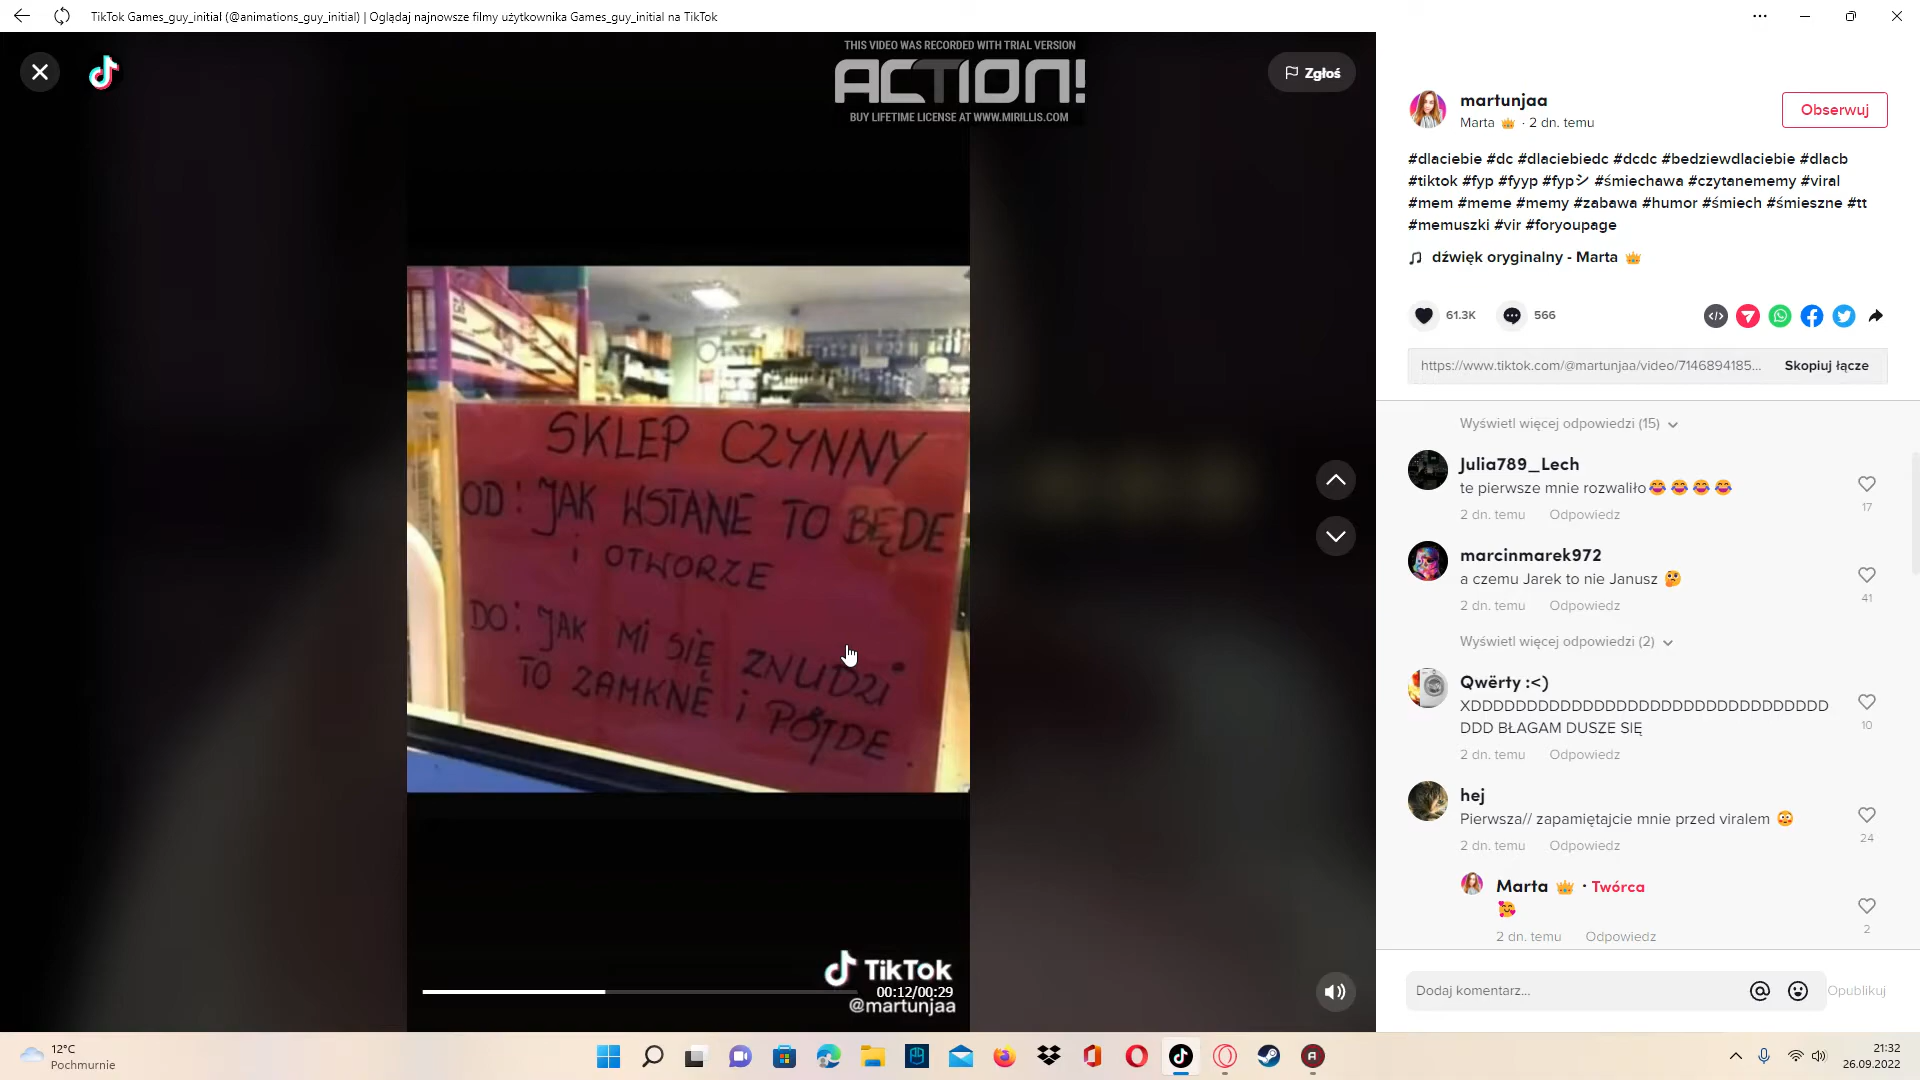 TikTok Games_guy_initial (@animations_guy_initial) | Oglądaj najnowsze filmy użytkownika Games_guy_initial na TikTok
THIS VIDEO WAS RECORDED WITH TRIAL VERSION
ACTION!
BUY LIFETIME LICENSE AT WWW.MIRILLIS.COM
Zgłoś
SKLEP CZYNNY
OD: JAK WSTANE TO BĘDE
i OTWORZE
DO: JAK MI SIĘ ZNUDZI
TO ZAMKNE i PÓJDE.
TikTok
00:12/00:29
@martunjaa
martunjaa
Marta 👑 · 2 dn. temu
Obserwuj
#dlaciebie #dc #dlaciebiedc #dcdc #bedziewdlaciebie #dlacb
#tiktok #fyp #fyyp #fypシ #śmiechawa #czytanememy #viral
#mem #meme #memy #zabawa #humor #śmiech #śmieszne #tt
#memuszki #vir #foryoupage
dźwięk oryginalny - Marta 👑
61.3K
566
https://www.tiktok.com/@martunjaa/video/7146894185...
Skopiuj łącze
Wyświetl więcej odpowiedzi (15)
Julia789_Lech
te pierwsze mnie rozwaliło😂😂😂😂
17
2 dn. temu Odpowiedz
marcinmarek972
a czemu Jarek to nie Janusz 🤔
41
2 dn. temu Odpowiedz
Wyświetl więcej odpowiedzi (2)
Qwërty :<)
XDDDDDDDDDDDDDDDDDDDDDDDDDDDDDDDD
DDD BŁAGAM DUSZE SIĘ
10
2 dn. temu Odpowiedz
hej
Pierwsza// zapamiętajcie mnie przed viralem 😳
24
2 dn. temu Odpowiedz
Marta 👑 · Twórca
🥰
2
2 dn. temu Odpowiedz
Dodaj komentarz...
Opublikuj
12°C
Pochmurnie
21:32
26.09.2022